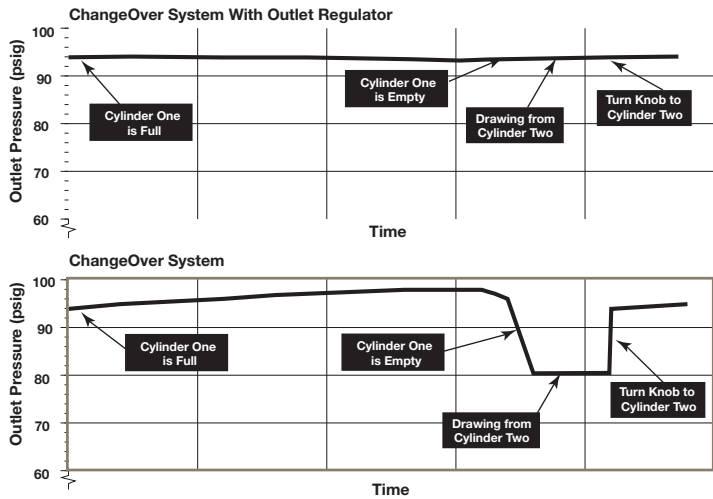 ChangeOver System With Outlet Regulator
Outlet Pressure (psig)
100
90
80
70
60
Cylinder One
is Full
Cylinder One
is Empty
Drawing from
Cylinder Two
Turn Knob to
Cylinder Two
Time
ChangeOver System
Outlet Pressure (psig)
100
90
80
70
60
Cylinder One
is Full
Cylinder One
is Empty
Drawing from
Cylinder Two
Turn Knob to
Cylinder Two
Time